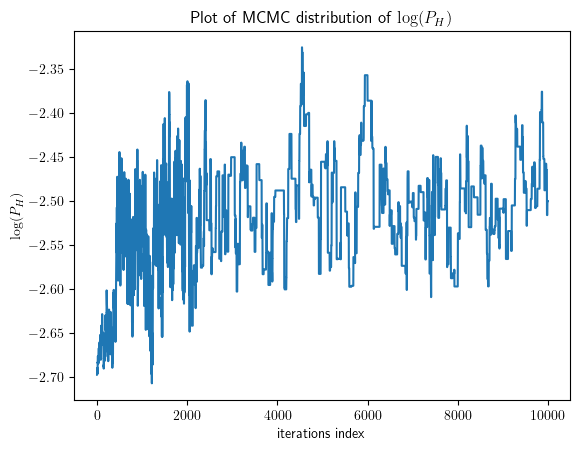 Plot of MCMC distribution of log(P_H)
log(P_H)
−2.35
−2.40
−2.45
−2.50
−2.55
−2.60
−2.65
−2.70
0 2000 4000 6000 8000 10000
iterations index